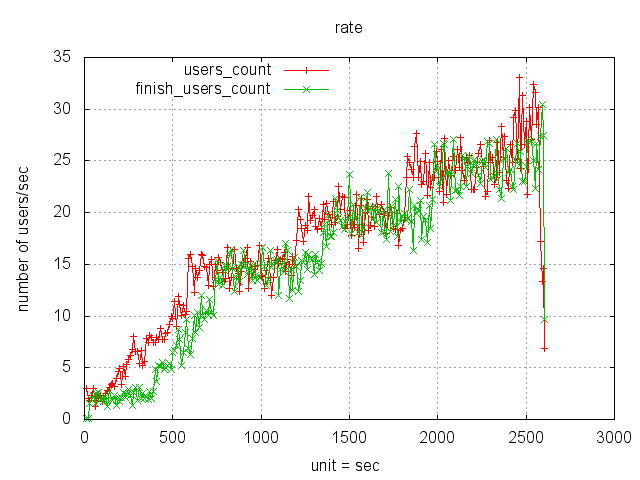 rate
users_count
finish_users_count
number of users/sec
35
30
25
20
15
10
5
0
0 500 1000 1500 2000 2500 3000
unit = sec